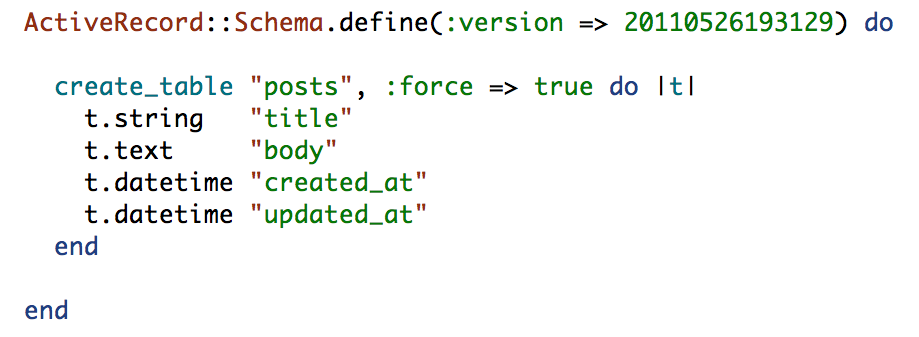 ActiveRecord::Schema.define(:version => 20110526193129) do
create_table "posts", :force => true do |t|
t.string "title"
t.text "body"
t.datetime "created_at"
t.datetime "updated_at"
end
end